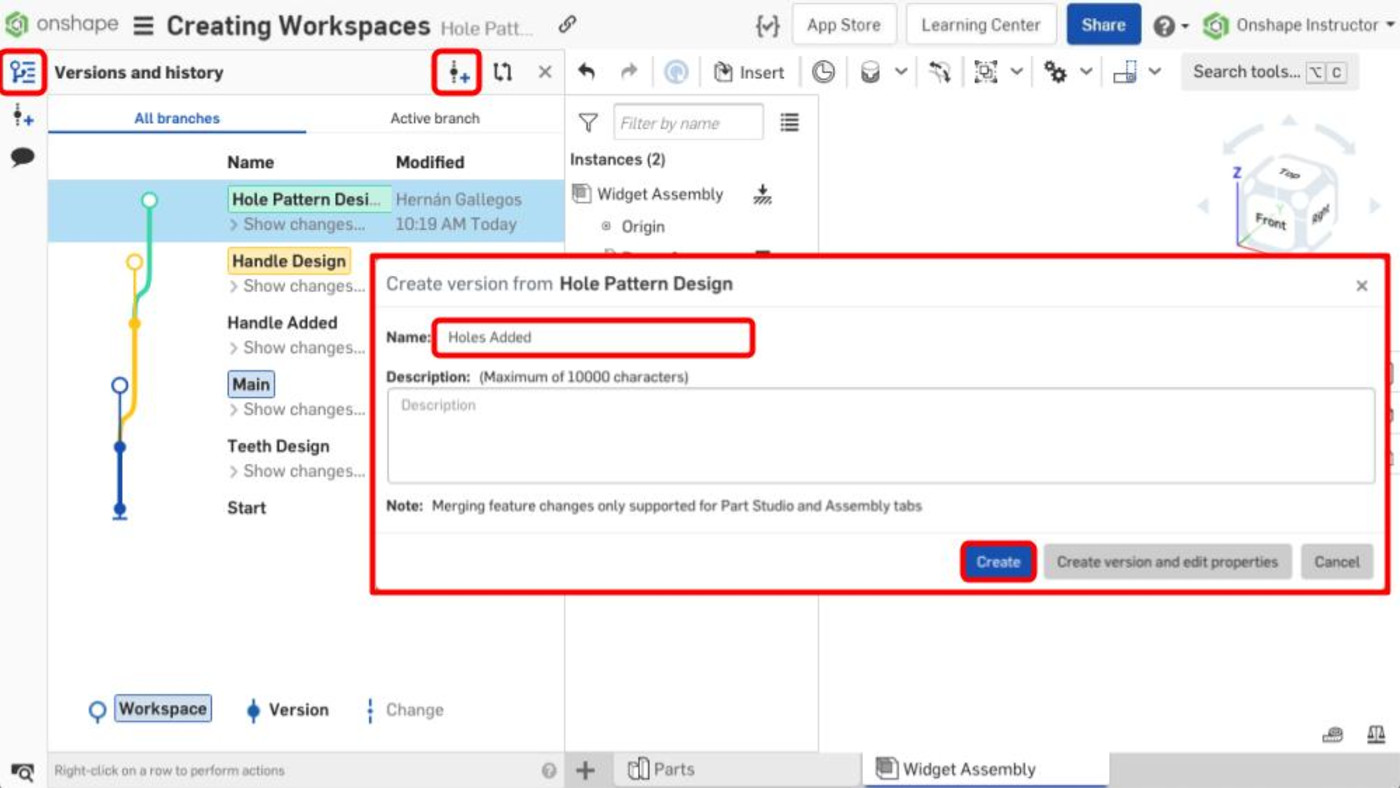 onshape Creating Workspaces Hole Patt... App Store Learning Center Share Onshape Instructor
Versions and history Insert Search tools... ⌥ C
All branches Active branch Filter by name
Name Modified Instances (2)
Hole Pattern Desi... Hernán Gallegos Widget Assembly
Show changes... 10:19 AM Today Origin
Z Top Front Right
Handle Design
Show changes...
Handle Added
Show changes...
Main
Show changes...
Teeth Design
Show changes...
Start
Create version from Hole Pattern Design
Name: Holes Added
Description: (Maximum of 10000 characters)
Description
Note: Merging feature changes only supported for Part Studio and Assembly tabs
Create Create version and edit properties Cancel
Workspace Version Change
Right-click on a row to perform actions Parts Widget Assembly